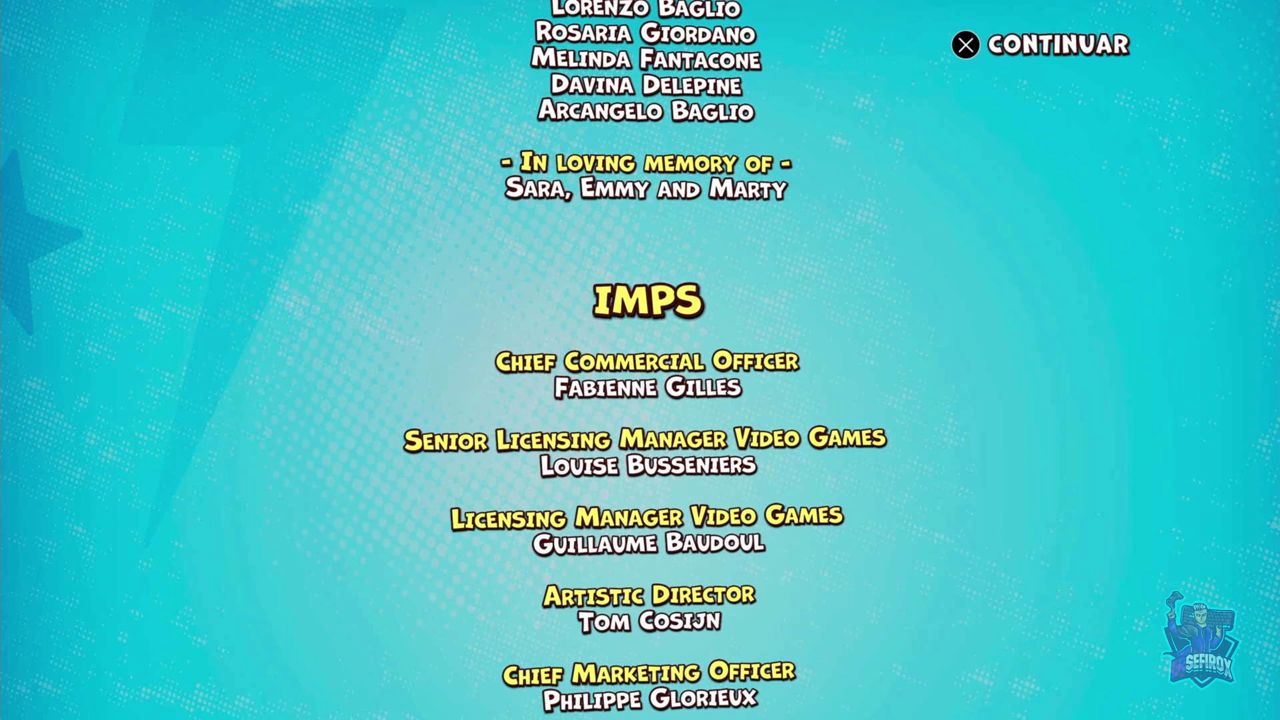 Lorenzo Baglio
Rosaria Giordano
Melinda Fantacone
Davina Delepine
Arcangelo Baglio
CONTINUAR
- In loving memory of -
Sara, Emmy and Marty
IMPS
Chief Commercial Officer
Fabienne Gilles
Senior Licensing Manager Video Games
Louise Busseniers
Licensing Manager Video Games
Guillaume Baudoul
Artistic Director
Tom Cosijn
Chief Marketing Officer
Philippe Glorieux
SEFIROX